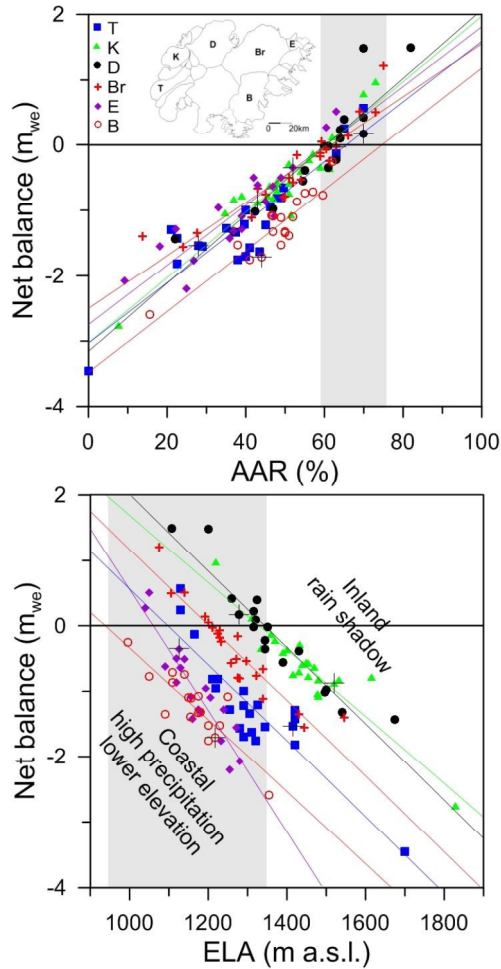 2
T
K
D
Br
E
B
D
K
E
Br
T
B
0 20km
0
-2
-4
Net balance (mwe)
0 20 40 60 80 100
AAR (%)
2
0
-2
-4
Net balance (mwe)
Inland
rain shadow
Coastal
high precipitation
lower elevation
1000 1200 1400 1600 1800
ELA (m a.s.l.)